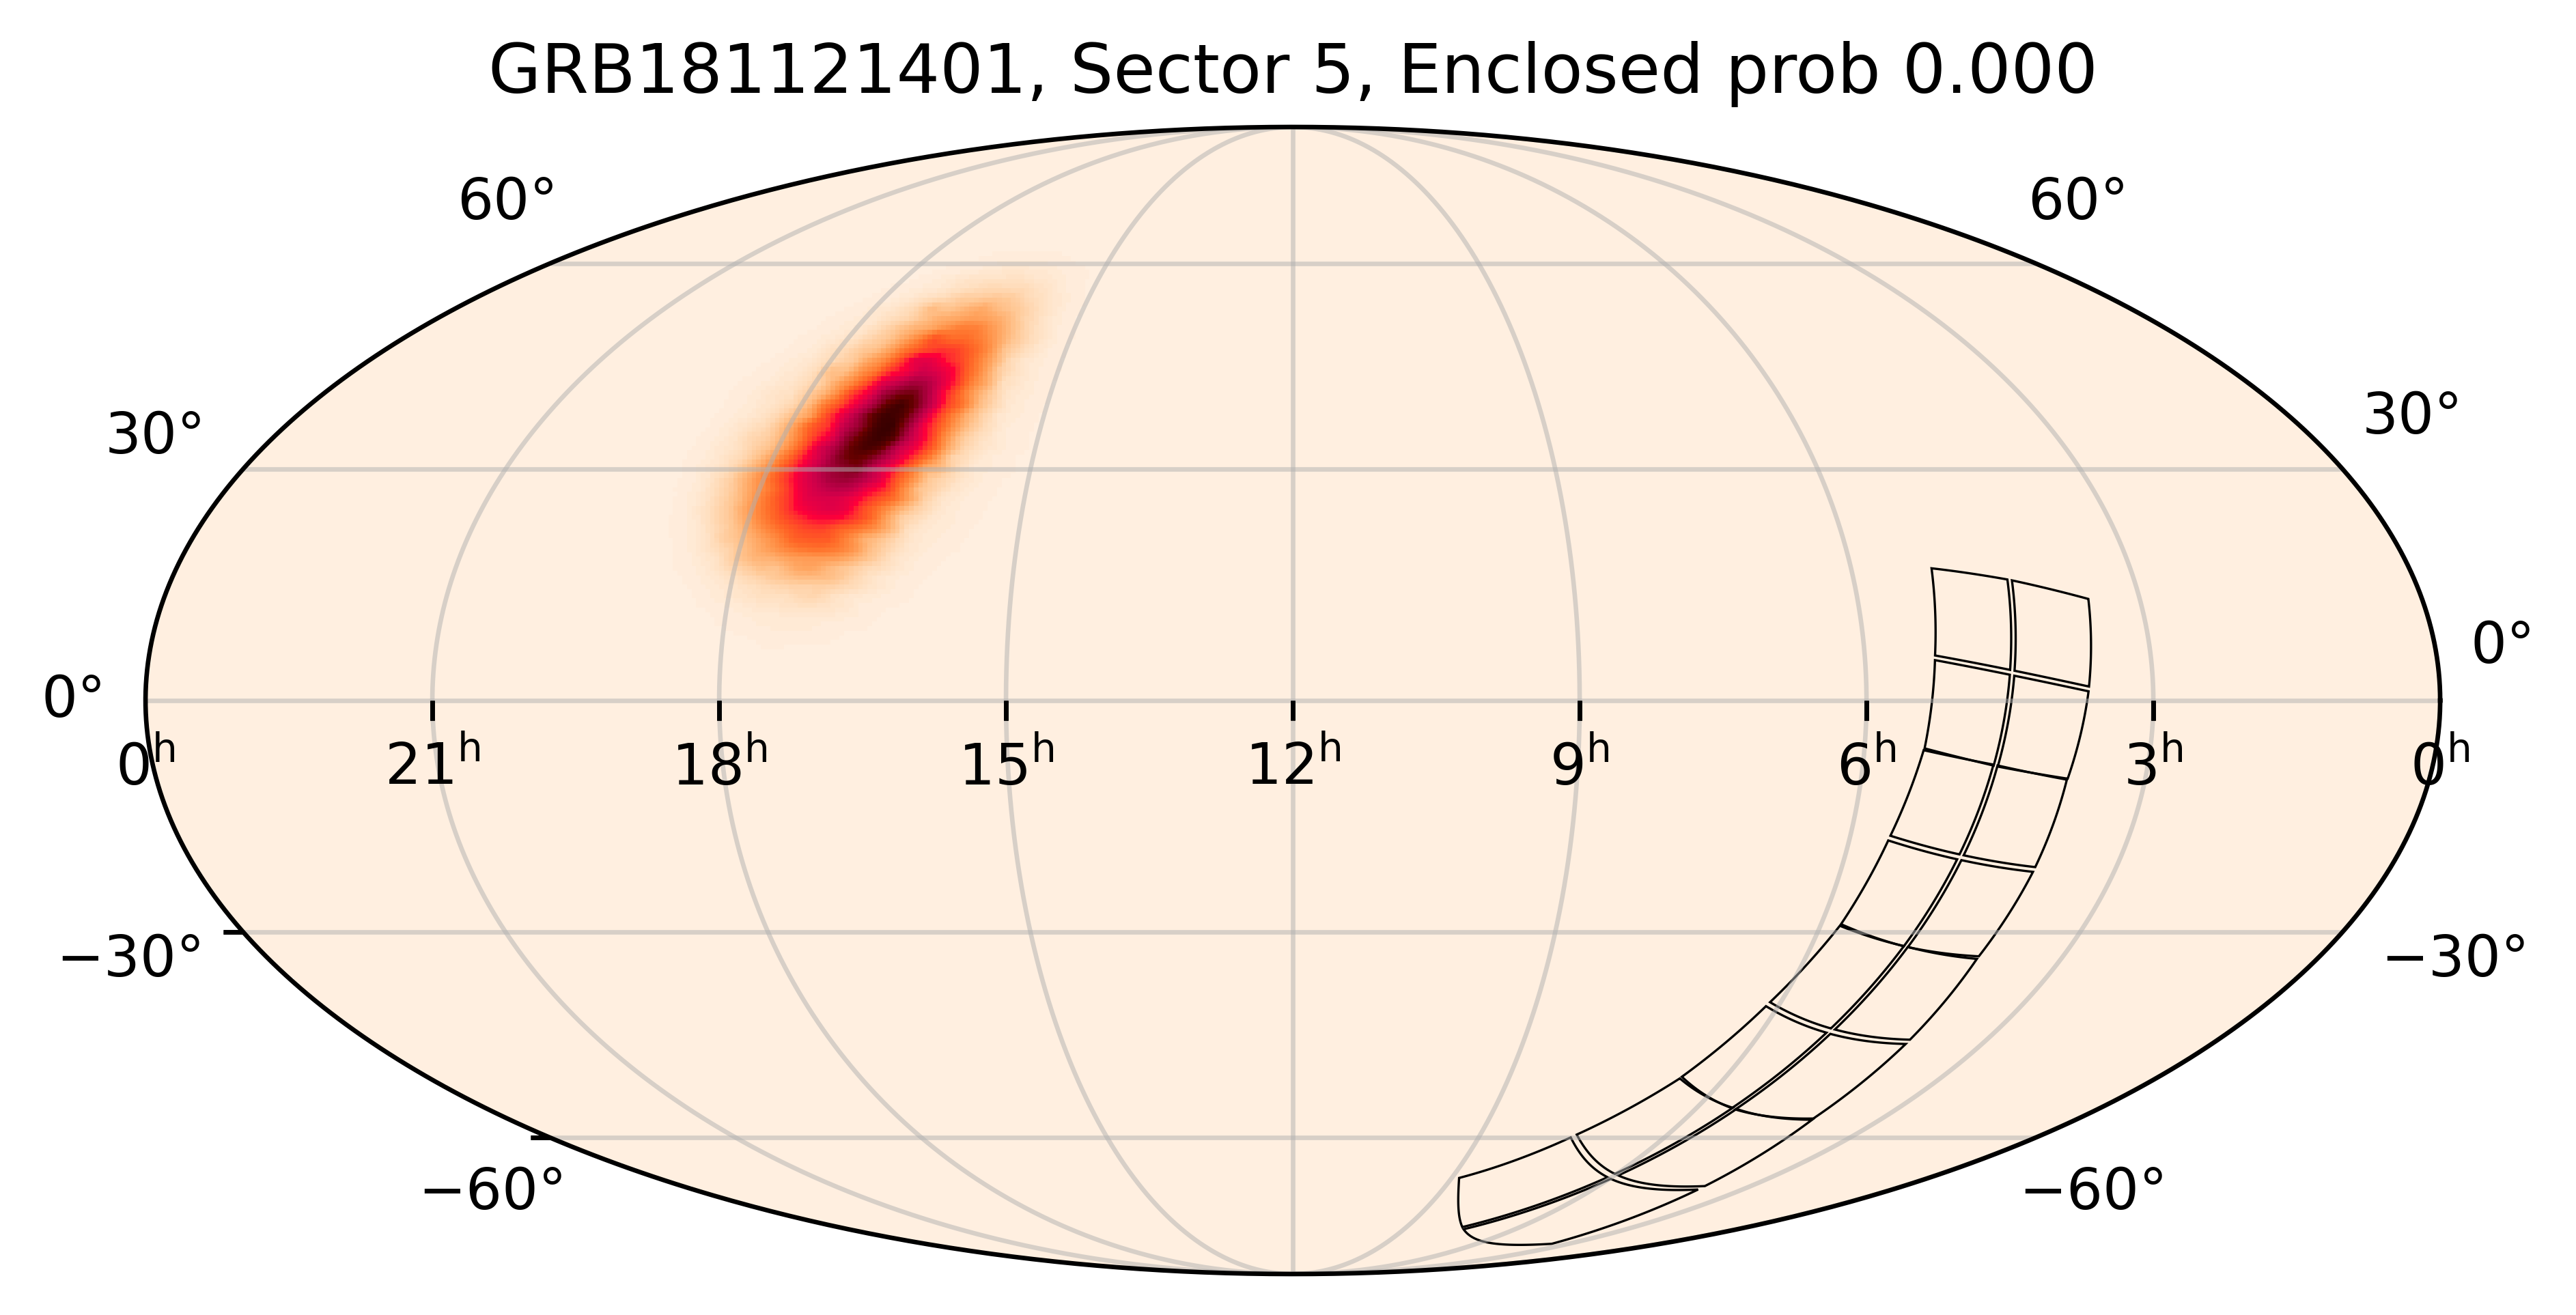 GRB181121401, Sector 5, Enclosed prob 0.000
60° 60°
30° 30°
0° 0°
0ʰ 21ʰ 18ʰ 15ʰ 12ʰ 9ʰ 6ʰ 3ʰ 0ʰ
−30° −30°
−60° −60°